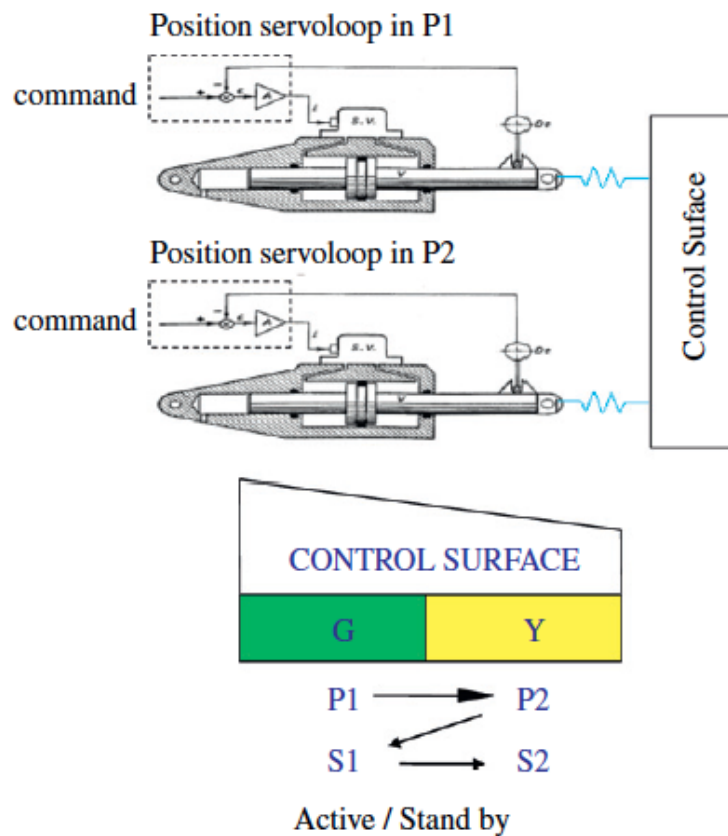 Position servoloop in P1
command
+
-
ε
A
i
S.V.
V
Position servoloop in P2
command
+
-
ε
A
i
S.V.
V
Control Suface
CONTROL SURFACE
G Y
P1 P2
S1 S2
Active / Stand by